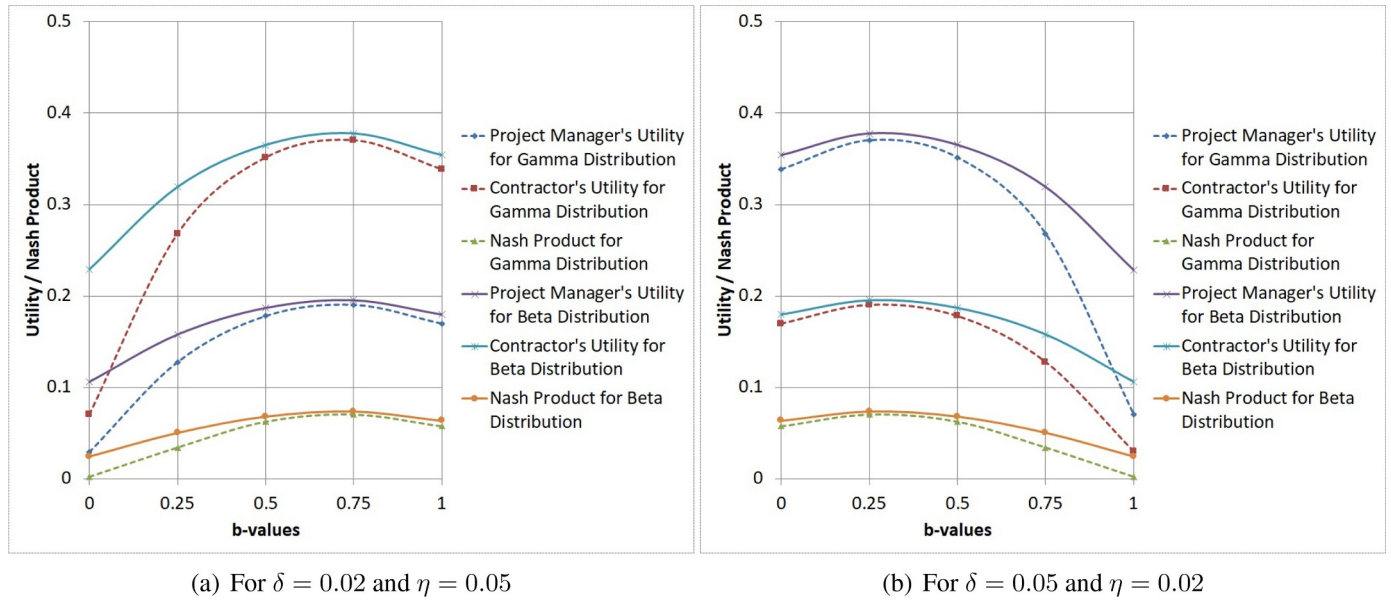 0.5
0.4
0.3
0.2
0.1
0
Utility / Nash Product
0
0.25
0.5
0.75
1
b-values
Project Manager's Utility
for Gamma Distribution
Contractor's Utility for
Gamma Distribution
Nash Product for
Gamma Distribution
Project Manager's Utility
for Beta Distribution
Contractor's Utility for
Beta Distribution
Nash Product for Beta
Distribution
(a) For δ = 0.02 and η = 0.05
0.5
0.4
0.3
0.2
0.1
0
Utility / Nash Product
0
0.25
0.5
0.75
1
b-values
Project Manager's Utility
for Gamma Distribution
Contractor's Utility for
Gamma Distribution
Nash Product for
Gamma Distribution
Project Manager's Utility
for Beta Distribution
Contractor's Utility for
Beta Distribution
Nash Product for Beta
Distribution
(b) For δ = 0.05 and η = 0.02